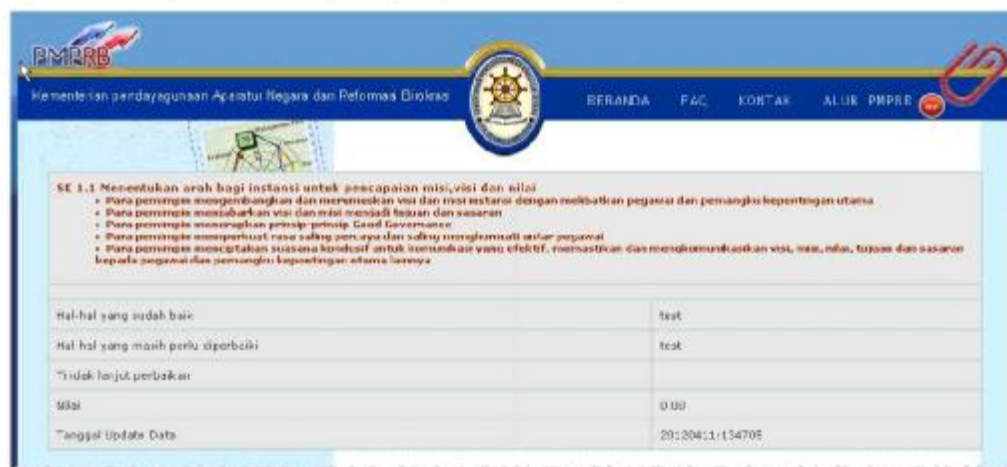 PMPRB
Kementerian pendayagunaan Aparatur Negara dan Reformasi Birokrasi
BERANDA FAQ KONTAK ALUR PMPRB
SE 1.1 Menentukan arah bagi instansi untuk pencapaian misi,visi dan nilai
• Para pemimpin mengembangkan dan merumuskan visi dan misi instansi dengan melibatkan pegawai dan pemangku kepentingan utama
• Para pemimpin menjabarkan visi dan misi menjadi tujuan dan sasaran
• Para pemimpin menerapkan prinsip-prinsip Good Governance
• Para pemimpin memperkuat rasa saling percaya dan saling menghormati antar pegawai
• Para pemimpin menciptakan suasana kondusif untuk komunikasi yang efektif, memastikan dan mengkomunikasikan visi, misi, nilai, tujuan dan sasaran
kepada pegawai dan pemangku kepentingan utama lainnya
Hal-hal yang sudah baik test
Hal hal yang masih perlu diperbaiki test
Tindak lanjut perbaikan
Nilai 0.00
Tanggal Update Data